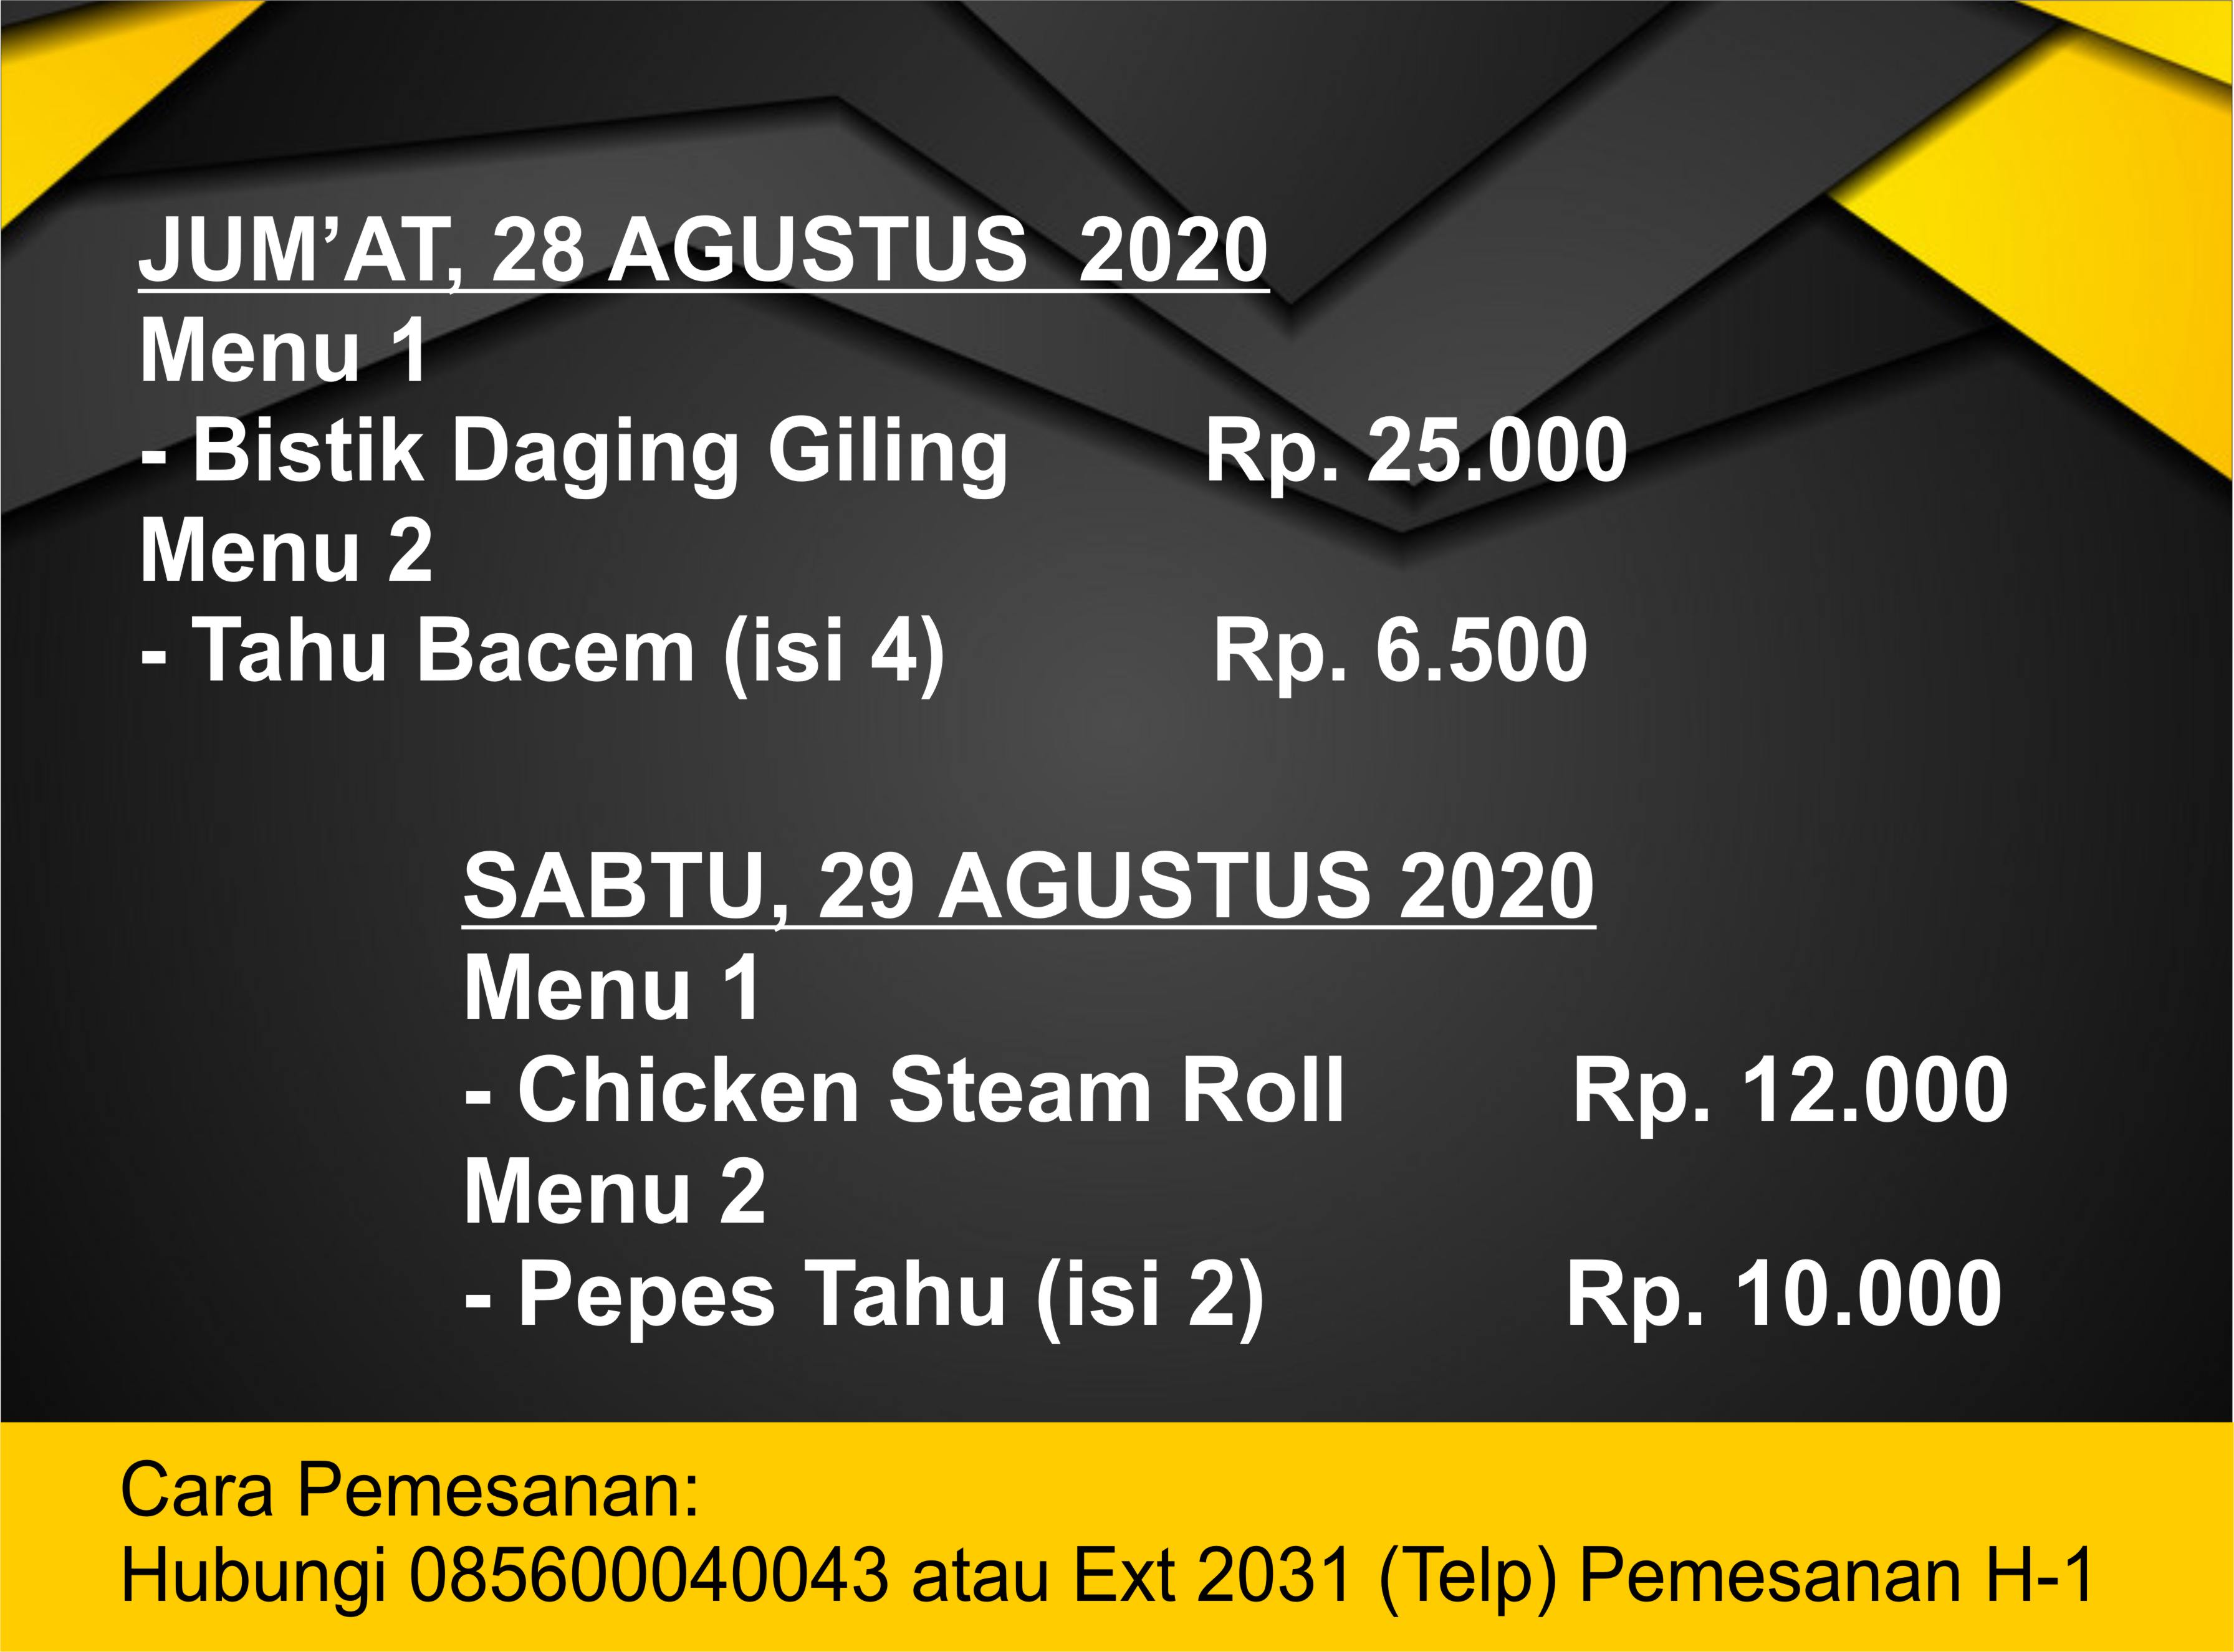 JUM’AT, 28 AGUSTUS  2020
Menu 1
- Bistik Daging Giling Rp. 25.000
Menu 2
- Tahu Bacem (isi 4) Rp. 6.500
SABTU, 29 AGUSTUS 2020
Menu 1
- Chicken Steam Roll Rp. 12.000
Menu 2
- Pepes Tahu (isi 2) Rp. 10.000
Cara Pemesanan:
Hubungi 085600040043 atau Ext 2031 (Telp) Pemesanan H-1